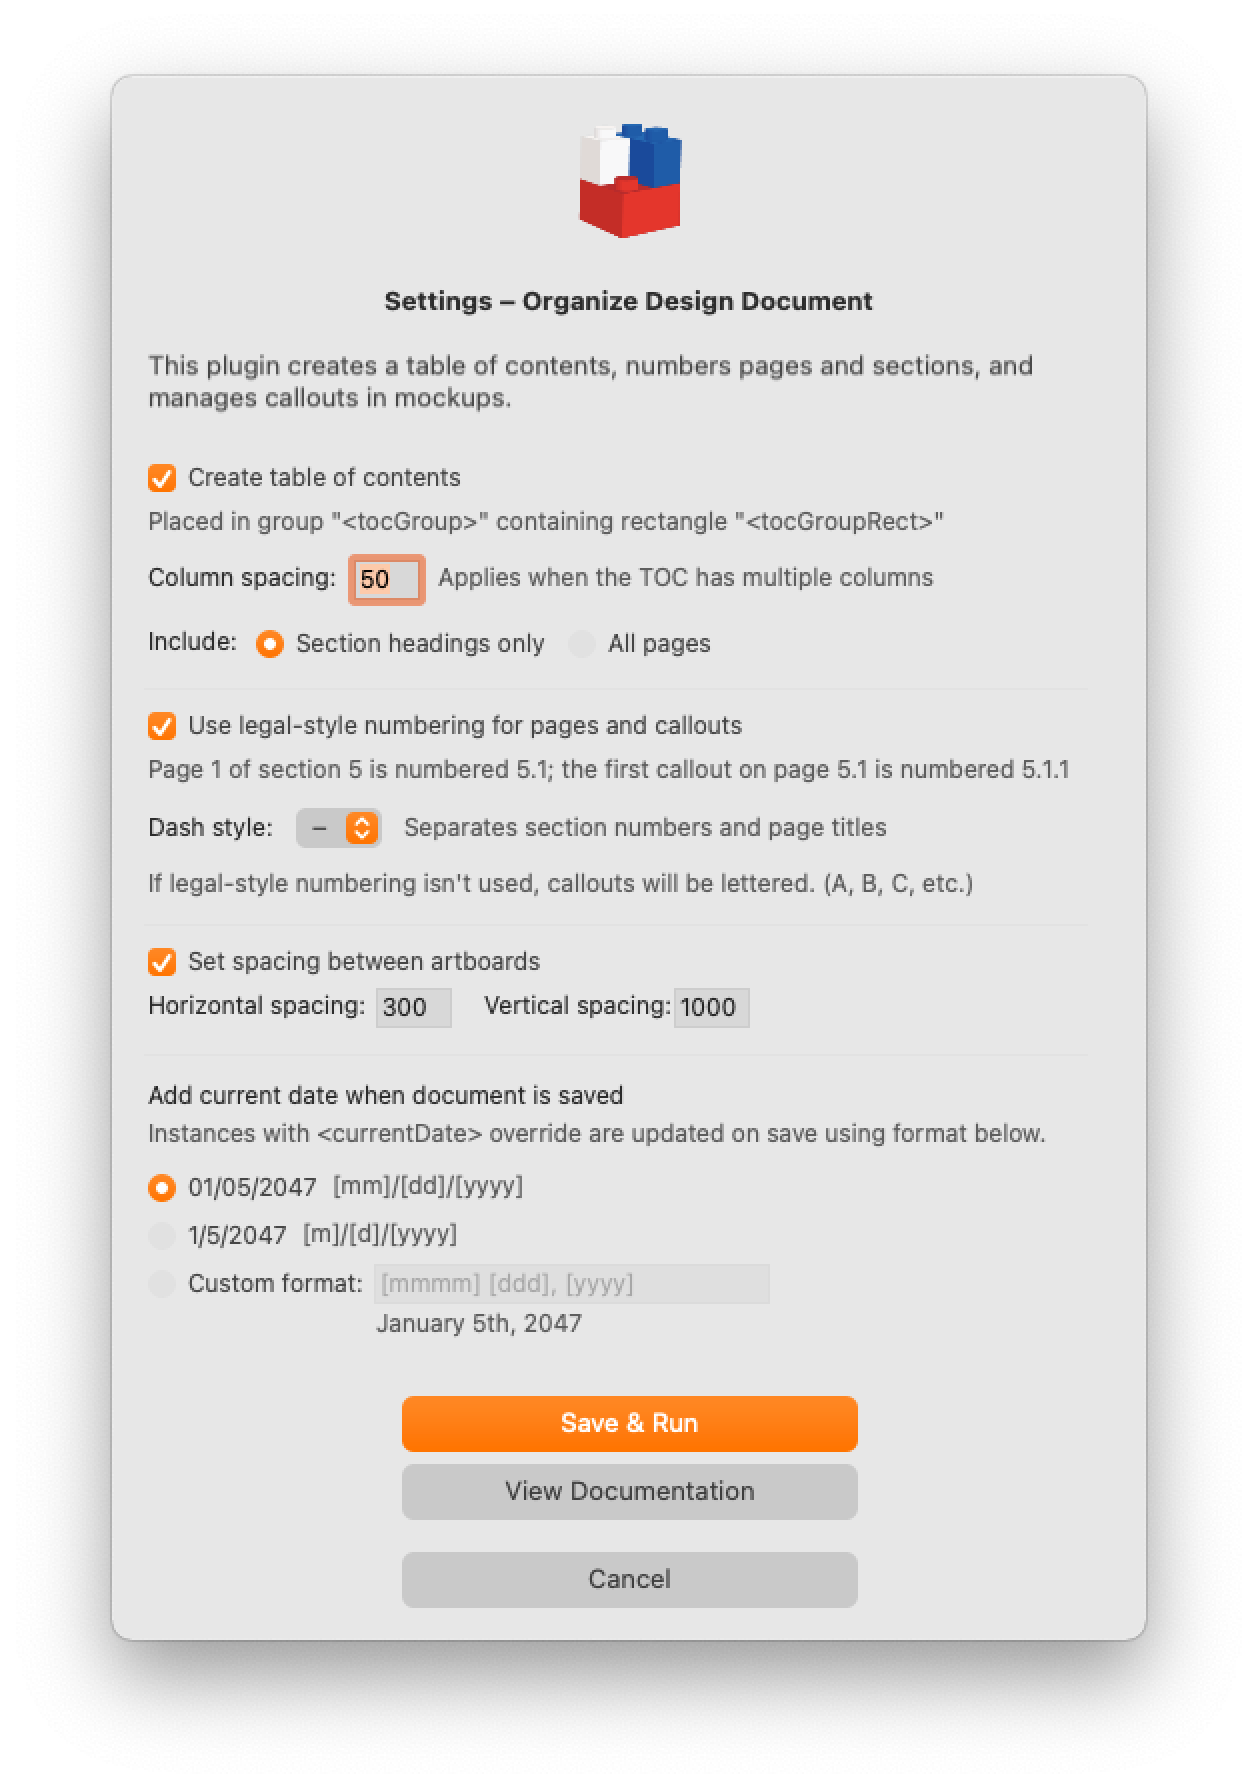 Settings – Organize Design Document
This plugin creates a table of contents, numbers pages and sections, and
manages callouts in mockups.
Create table of contents
Placed in group "<tocGroup>" containing rectangle "<tocGroupRect>"
Column spacing: 50 Applies when the TOC has multiple columns
Include: Section headings only All pages
Use legal-style numbering for pages and callouts
Page 1 of section 5 is numbered 5.1; the first callout on page 5.1 is numbered 5.1.1
Dash style: – Separates section numbers and page titles
If legal-style numbering isn't used, callouts will be lettered. (A, B, C, etc.)
Set spacing between artboards
Horizontal spacing: 300 Vertical spacing: 1000
Add current date when document is saved
Instances with <currentDate> override are updated on save using format below.
01/05/2047 [mm]/[dd]/[yyyy]
1/5/2047 [m]/[d]/[yyyy]
Custom format: [mmmm] [ddd], [yyyy]
January 5th, 2047
Save & Run
View Documentation
Cancel